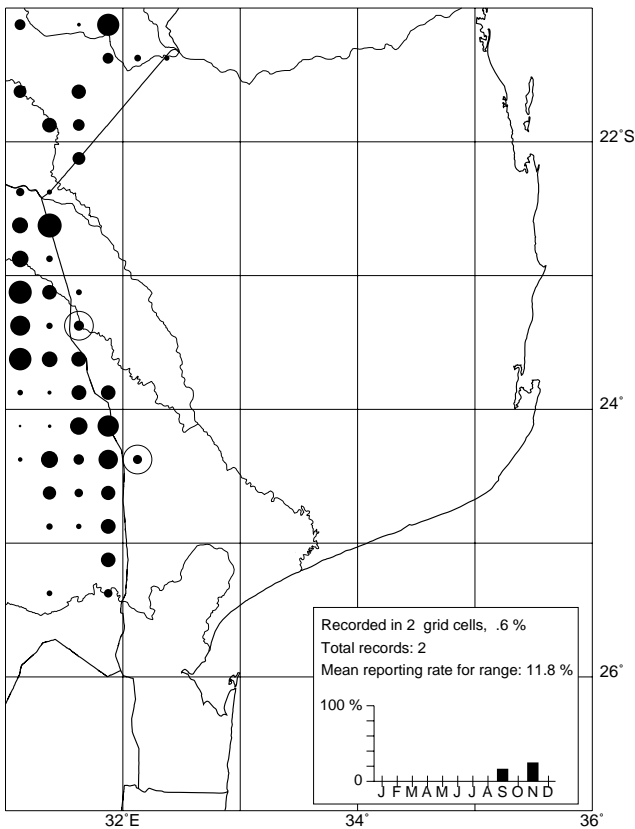 22°S
24°
Recorded in 2 grid cells, .6 %
Total records: 2
Mean reporting rate for range: 11.8 %
26°
100 %
0
J F M A M J J A S O N D
32°E
34°
36°